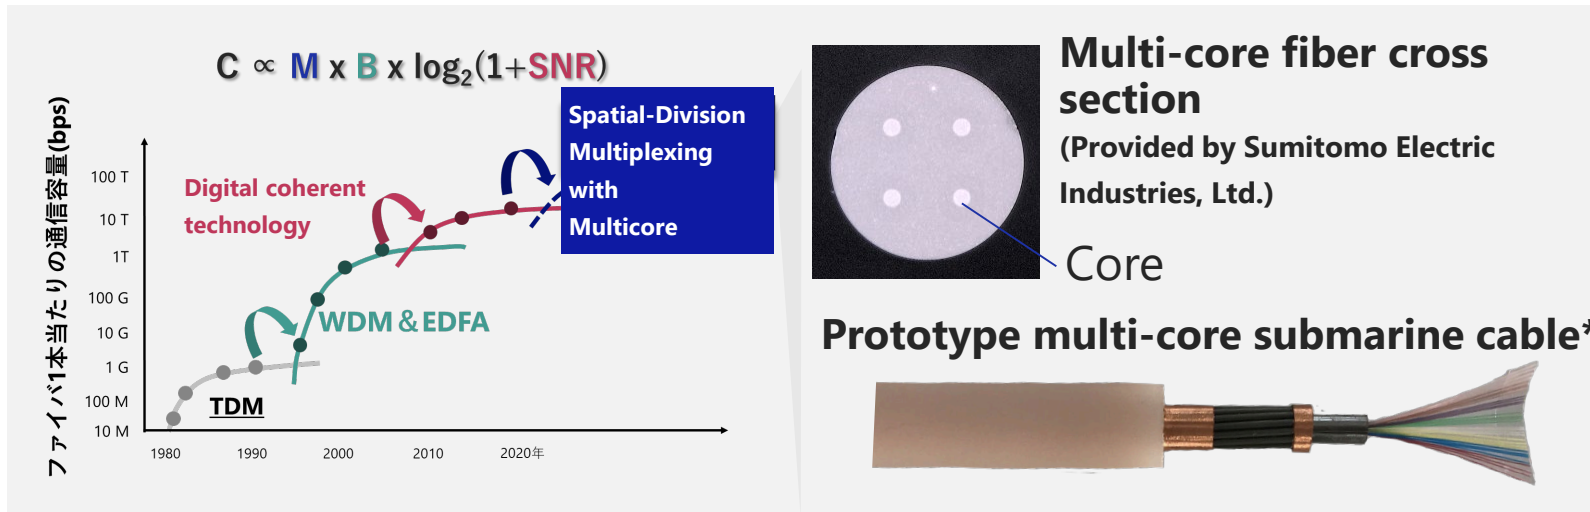 C ∝ M x B x log₂(1+SNR)
ファイバ1本当たりの通信容量(bps)
100 T
10 T
1T
100 G
10 G
1 G
100 M
10 M
1980
1990
2000
2010
2020年
TDM
WDM＆EDFA
Digital coherent
technology
Spatial-Division
Multiplexing
with
Multicore
Multi-core fiber cross
section
(Provided by Sumitomo Electric
Industries, Ltd.)
Core
Prototype multi-core submarine cable*